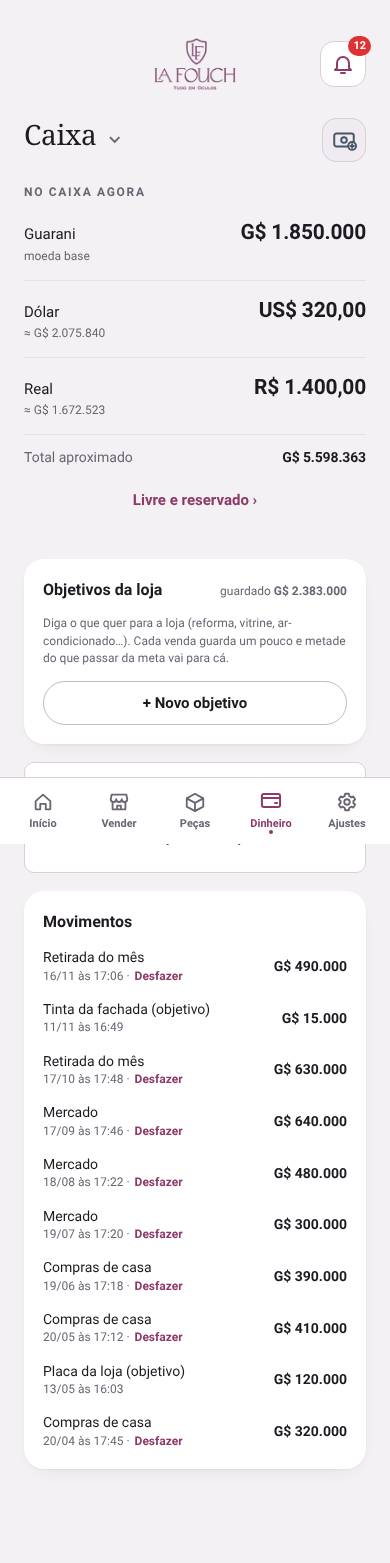 LA FOUCH
Tudo em Óculos
12
Caixa
NO CAIXA AGORA
Guarani
G$ 1.850.000
moeda base
Dólar
US$ 320,00
≈ G$ 2.075.840
Real
R$ 1.400,00
≈ G$ 1.672.523
Total aproximado
G$ 5.598.363
Livre e reservado ›
Objetivos da loja
guardado G$ 2.383.000
Diga o que quer para a loja (reforma, vitrine, ar-
condicionado…). Cada venda guarda um pouco e metade
do que passar da meta vai para cá.
+ Novo objetivo
Início
Vender
Peças
Dinheiro
Ajustes
Movimentos
Retirada do mês
G$ 490.000
16/11 às 17:06 · Desfazer
Tinta da fachada (objetivo)
G$ 15.000
11/11 às 16:49
Retirada do mês
G$ 630.000
17/10 às 17:48 · Desfazer
Mercado
G$ 640.000
17/09 às 17:46 · Desfazer
Mercado
G$ 480.000
18/08 às 17:22 · Desfazer
Mercado
G$ 300.000
19/07 às 17:20 · Desfazer
Compras de casa
G$ 390.000
19/06 às 17:18 · Desfazer
Compras de casa
G$ 410.000
20/05 às 17:12 · Desfazer
Placa da loja (objetivo)
G$ 120.000
13/05 às 16:03
Compras de casa
G$ 320.000
20/04 às 17:45 · Desfazer